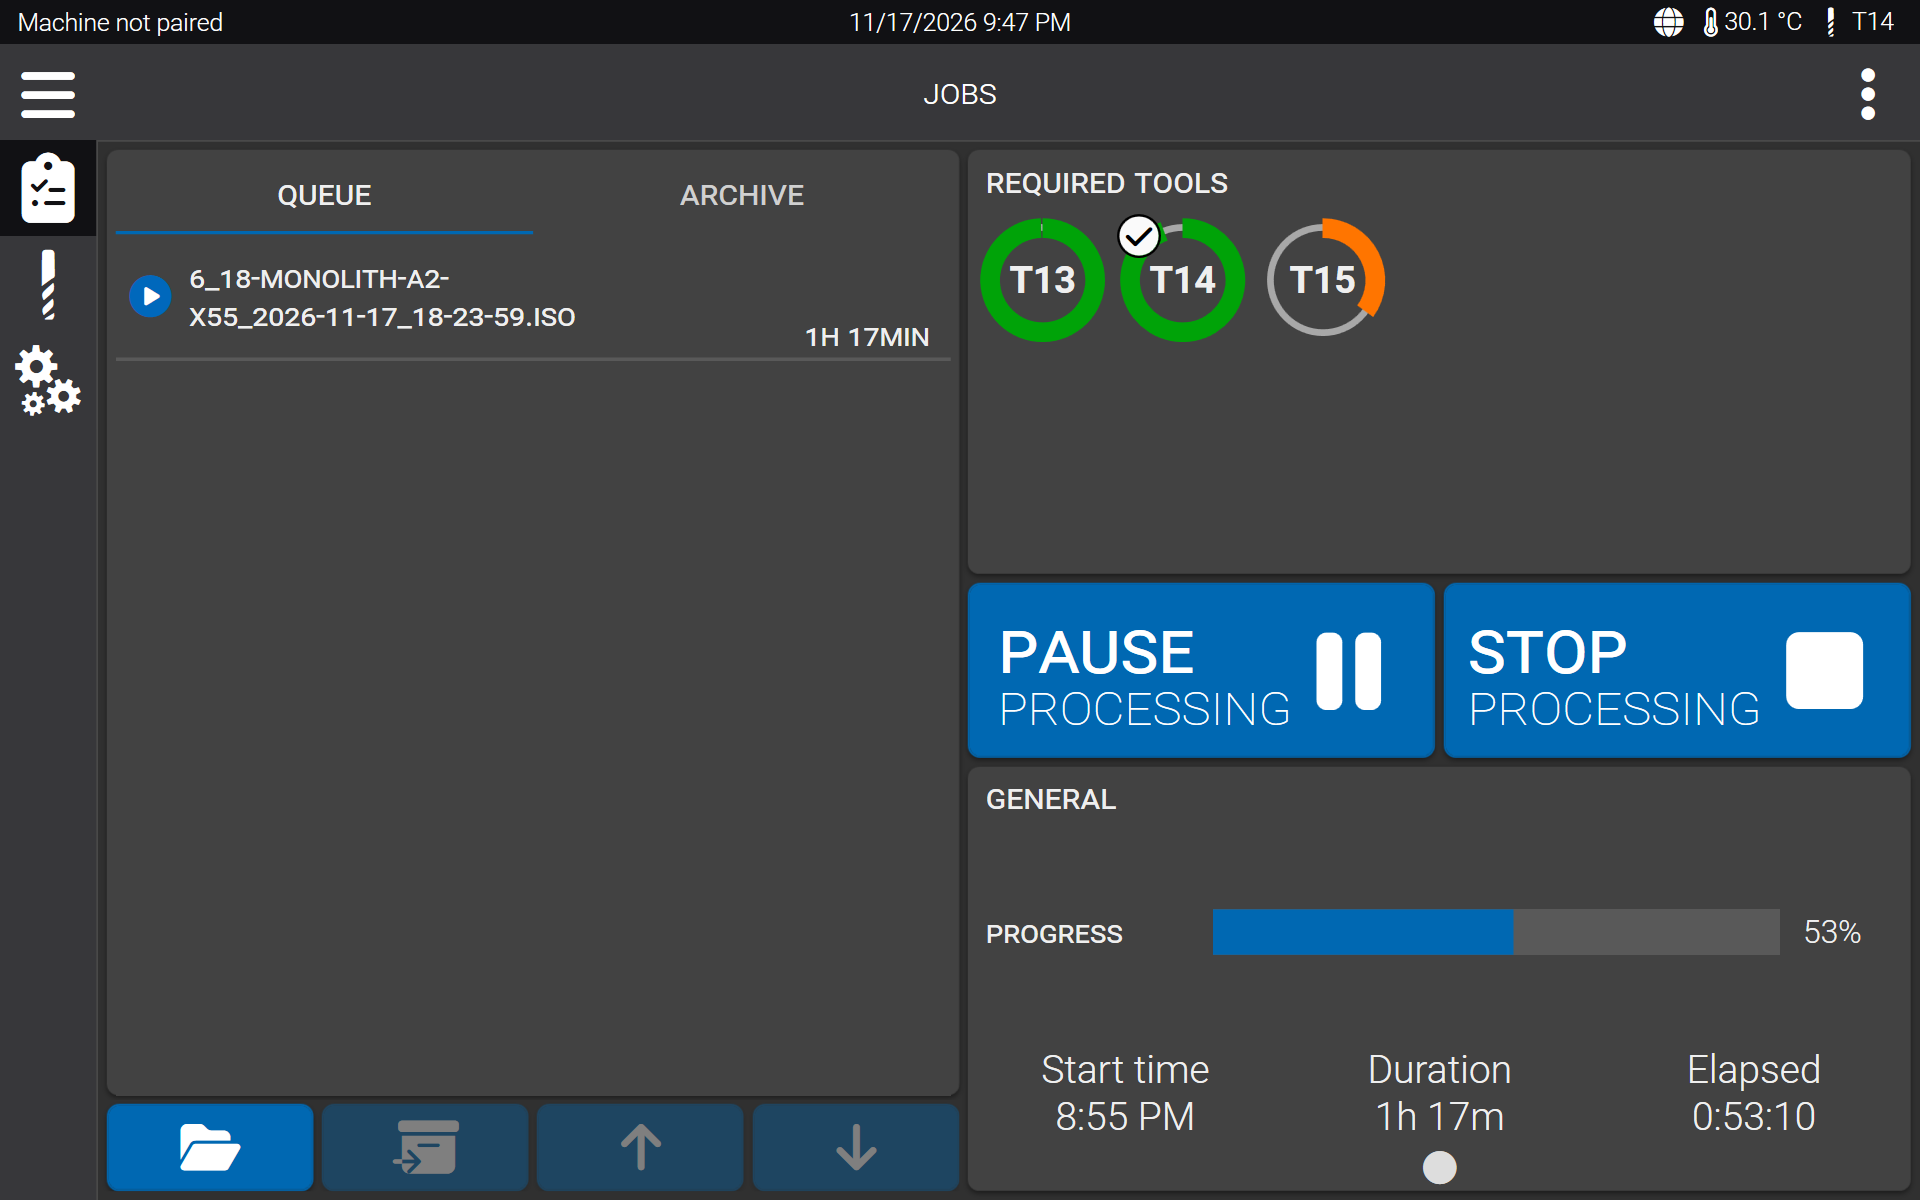 Machine not paired
11/17/2026 9:47 PM
30.1 °C
T14
JOBS
QUEUE
ARCHIVE
6_18-MONOLITH-A2-
X55_2026-11-17_18-23-59.ISO
1H 17MIN
REQUIRED TOOLS
T13
T14
T15
PAUSE
PROCESSING
STOP
PROCESSING
GENERAL
PROGRESS
53%
Start time
8:55 PM
Duration
1h 17m
Elapsed
0:53:10